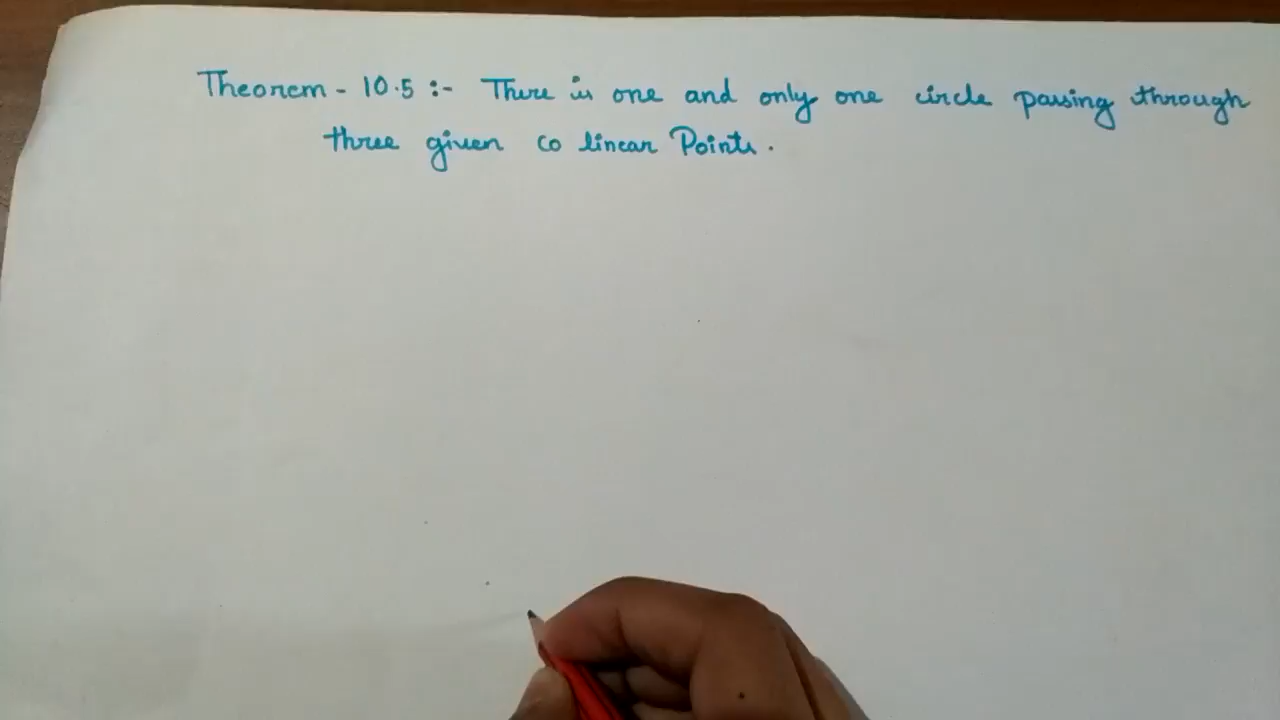 Theorem - 10.5 :- There is one and only one circle passing through
three given co linear Points.